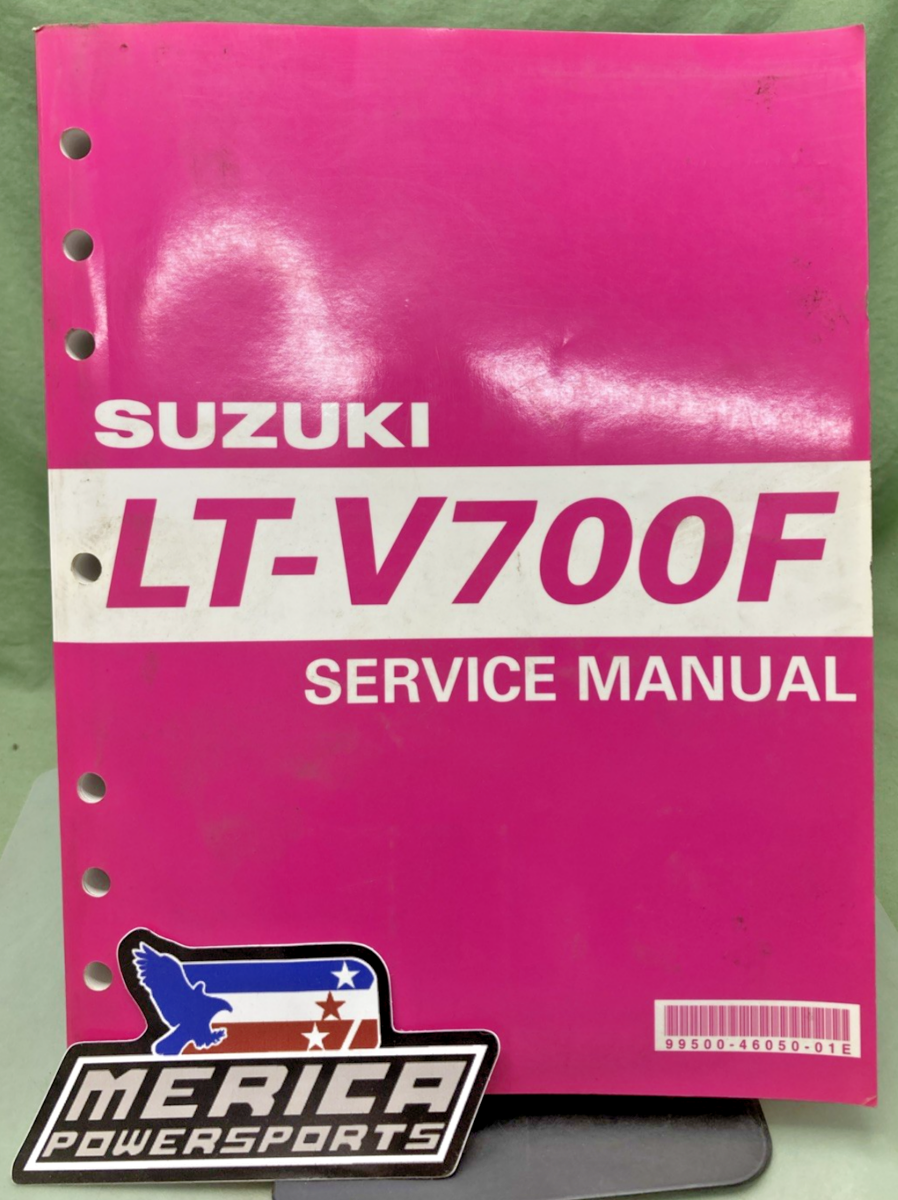 SUZUKI
LT-V700F
SERVICE MANUAL
99500-46050-01E
MERICA
POWERSPORTS